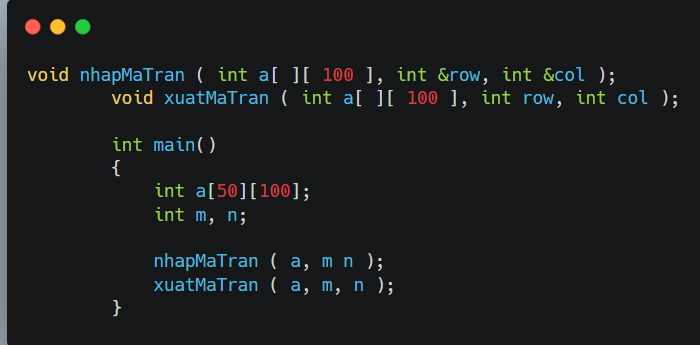 void nhapMaTran ( int a[ ][ 100 ], int &row, int &col );
void xuatMaTran ( int a[ ][ 100 ], int row, int col );
int main()
{
int a[50][100];
int m, n;
nhapMaTran ( a, m n );
xuatMaTran ( a, m, n );
}